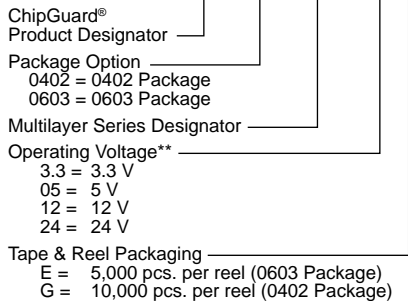 ChipGuard®
Product Designator
Package Option
0402 = 0402 Package
0603 = 0603 Package
Multilayer Series Designator
Operating Voltage**
3.3 = 3.3 V
05 = 5 V
12 = 12 V
24 = 24 V
Tape & Reel Packaging
E = 5,000 pcs. per reel (0603 Package)
G = 10,000 pcs. per reel (0402 Package)